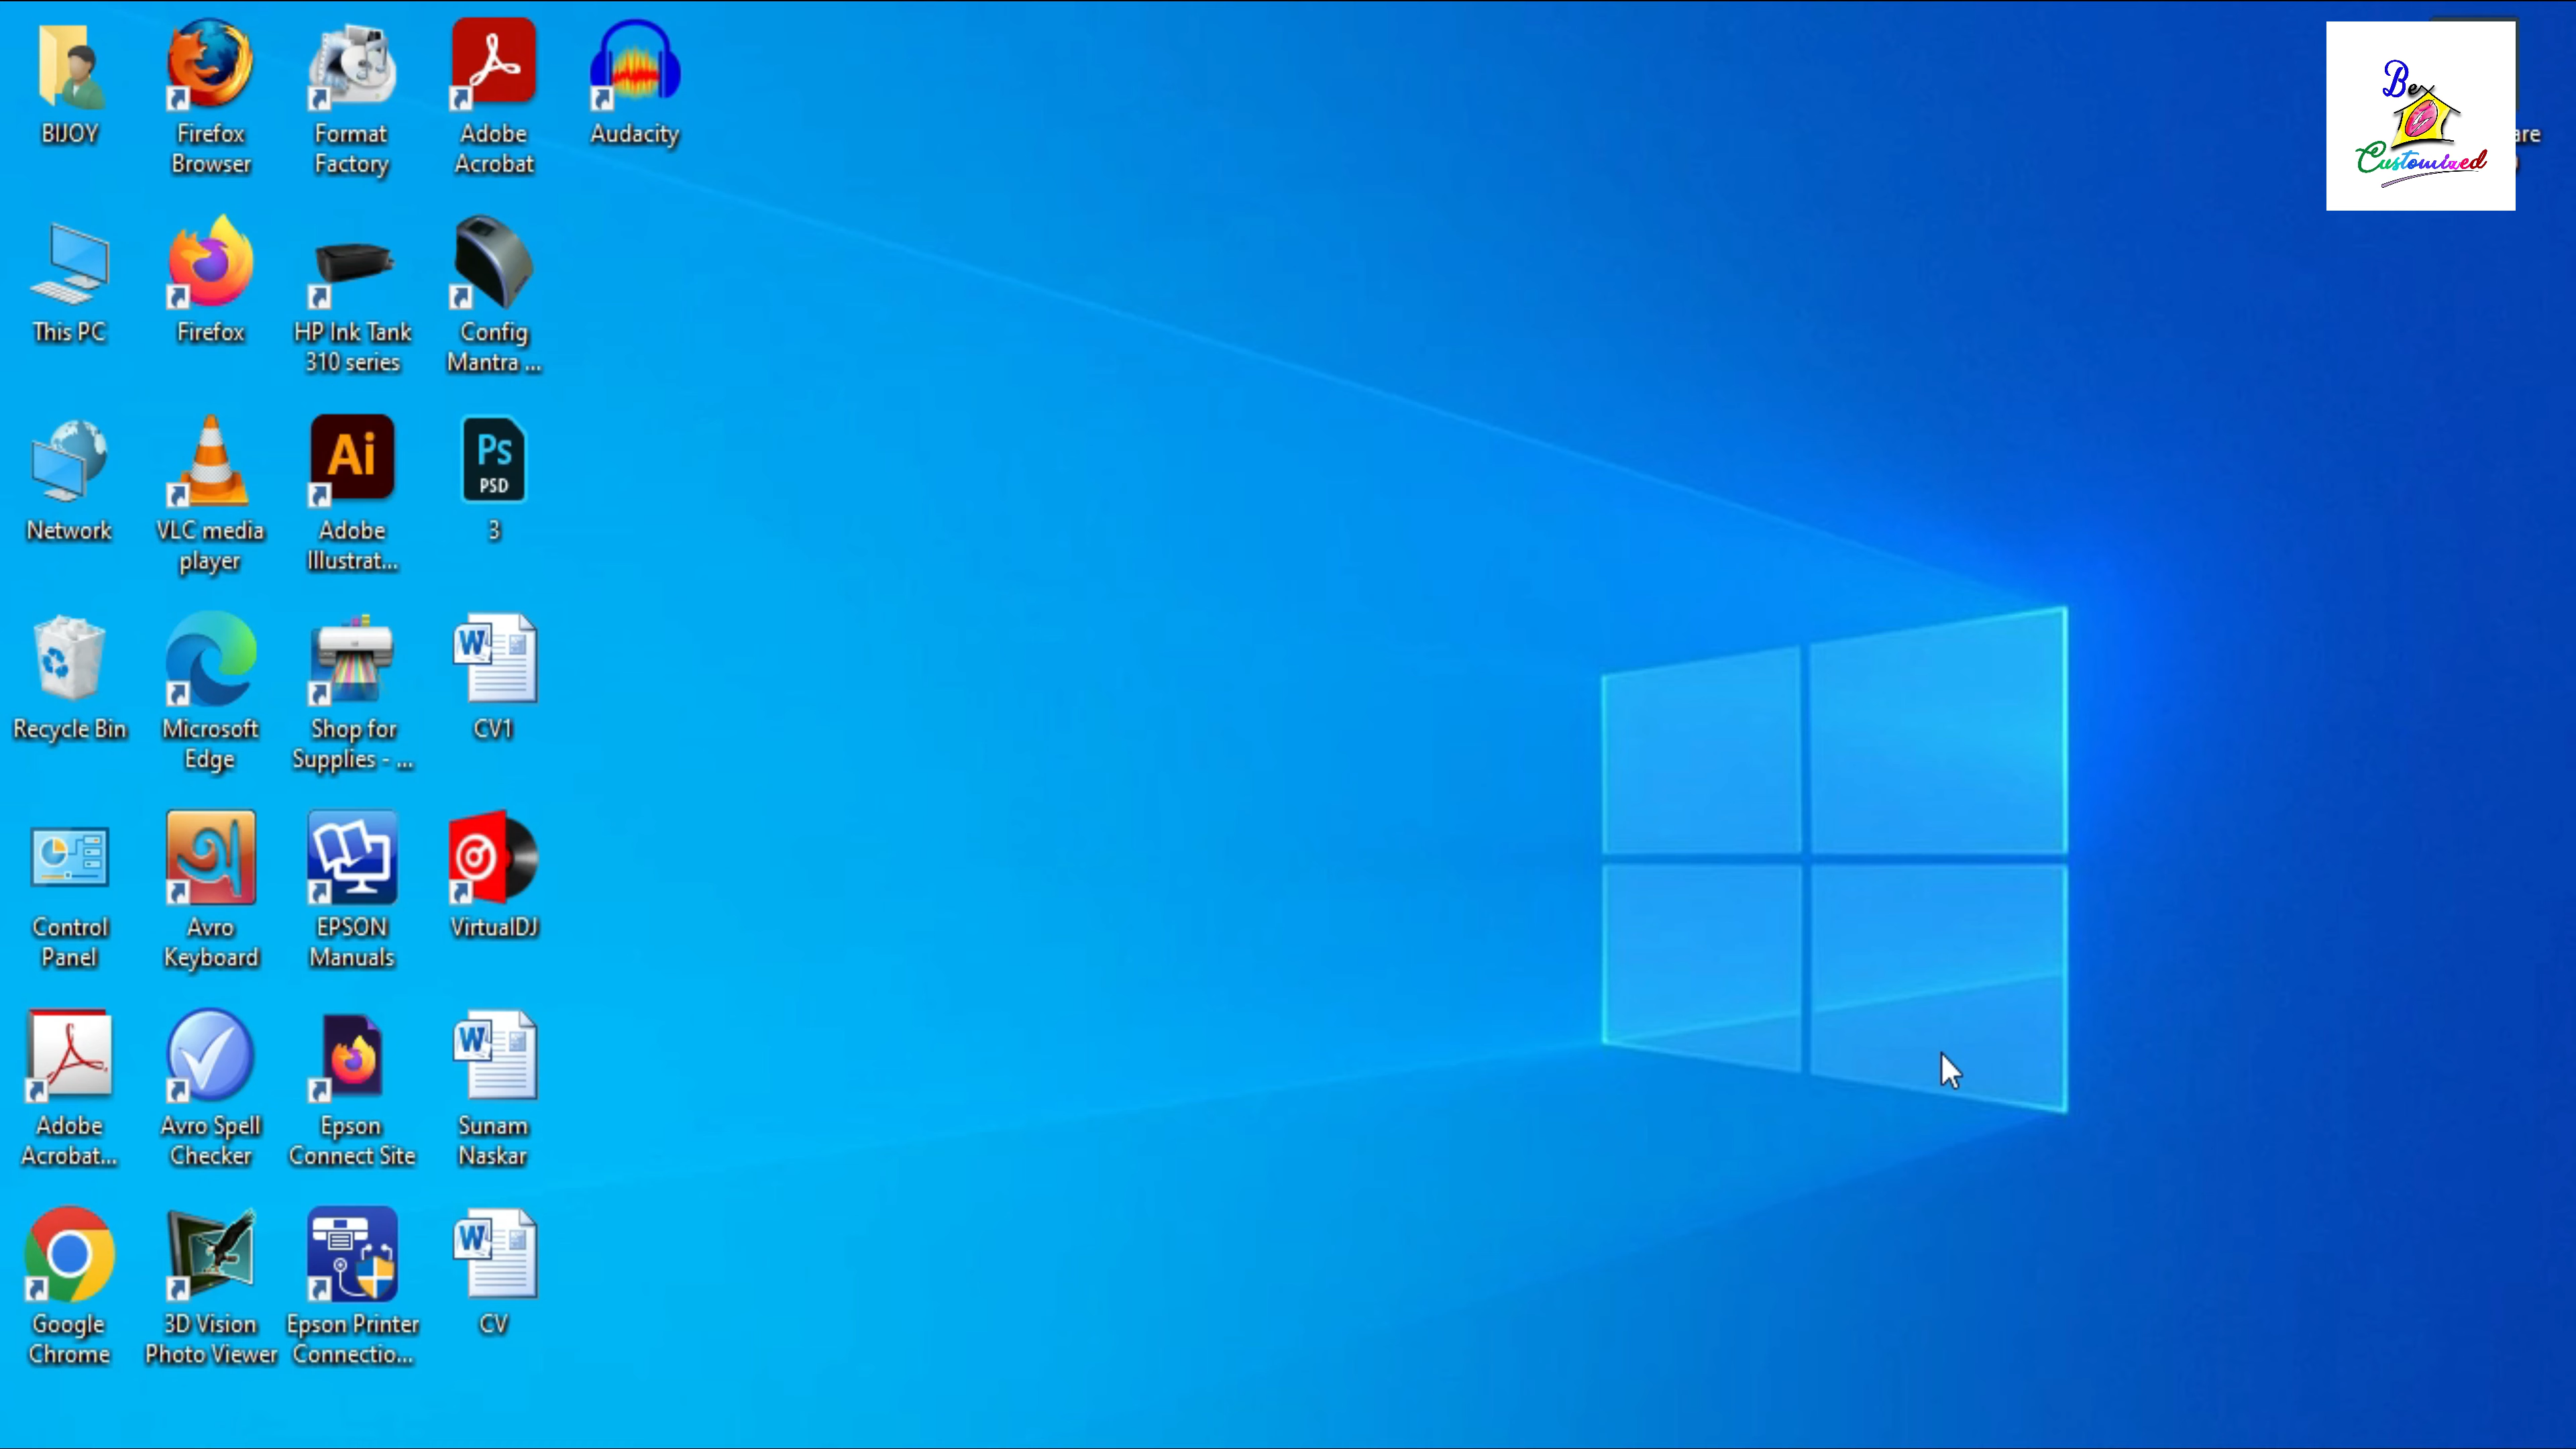 BIJOY
Firefox
Browser
Format
Factory
Adobe
Acrobat
Audacity
Be
Customized
This PC
Firefox
HP Ink Tank
310 series
Config
Mantra ...
Ps
PSD
Network
VLC media
player
Ai
Adobe
Illustrat...
3
W
Recycle Bin
Microsoft
Edge
Shop for
Supplies - ...
CV1
অ
Control
Panel
Avro
Keyboard
EPSON
Manuals
VirtualDJ
W
Adobe
Acrobat...
Avro Spell
Checker
Epson
Connect Site
Sunam
Naskar
W
Google
Chrome
3D Vision
Photo Viewer
Epson Printer
Connectio...
CV